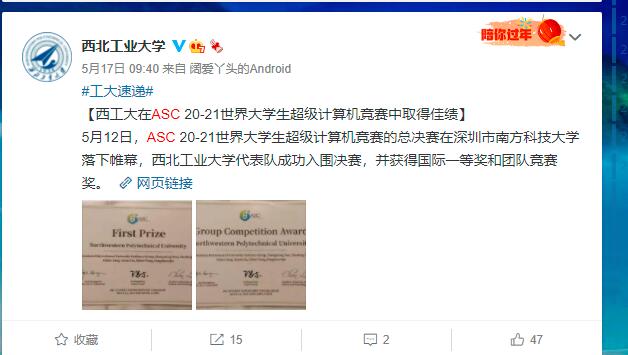 西北工业大学
陪你过年
5月17日 09:40 来自 阔爱丫头的Android
#工大速递#
【西工大在ASC 20-21世界大学生超级计算机竞赛中取得佳绩】
5月12日，ASC 20-21世界大学生超级计算机竞赛的总决赛在深圳市南方科技大学
落下帷幕，西北工业大学代表队成功入围决赛，并获得国际一等奖和团队竞赛
奖。 网页链接
ASC
First Prize
Northwestern Polytechnical University
ASC
Group Competition Awar
Northwestern Polytechnical Universit
收藏
15
2
47